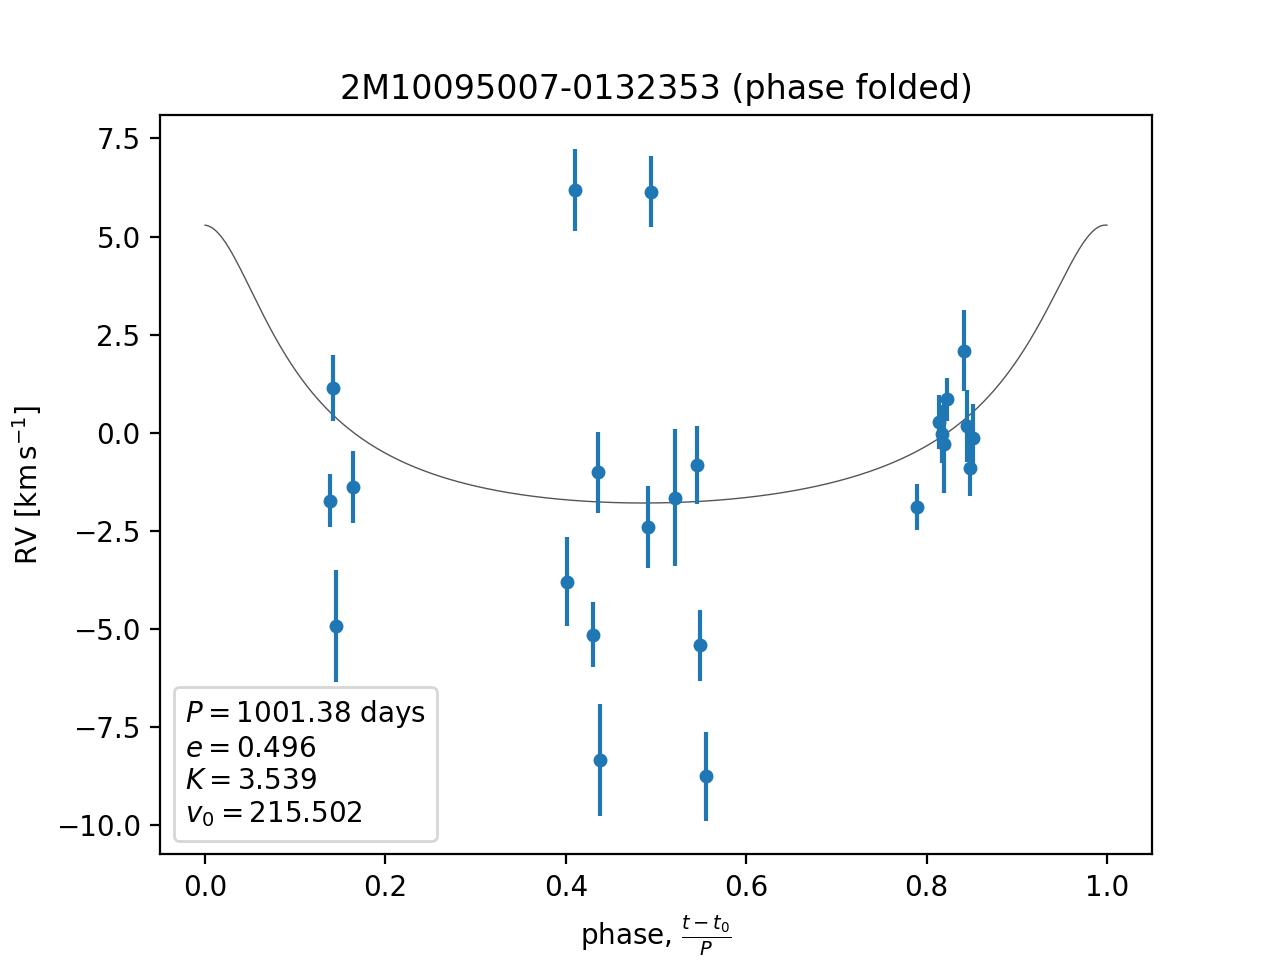 2M10095007-0132353 (phase folded)
7.5
5.0
2.5
0.0
−2.5
−5.0
−7.5
−10.0
RV [km s⁻¹]
P = 1001.38 days
e = 0.496
K = 3.539
v₀ = 215.502
0.0 0.2 0.4 0.6 0.8 1.0
phase, (t − t₀)/P